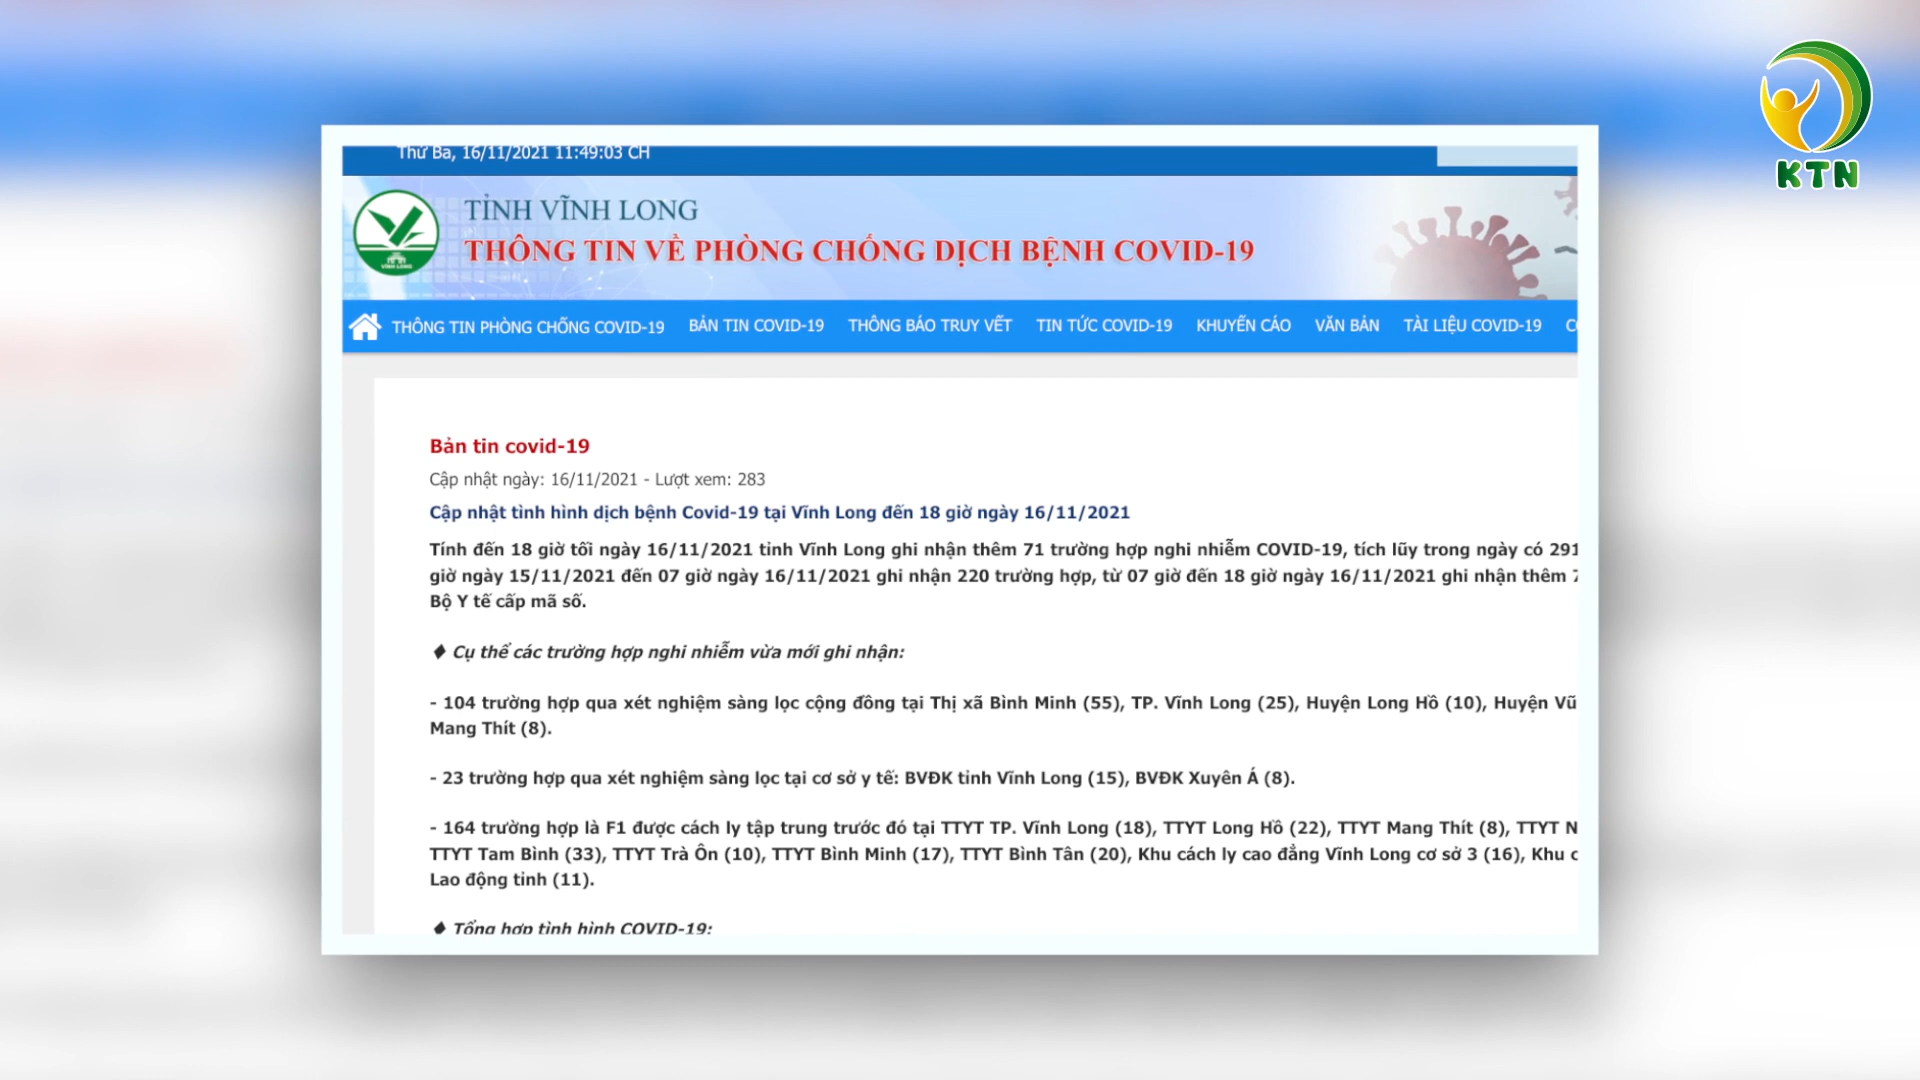 KTN
Thứ Ba, 16/11/2021 11:49:03 CH
TỈNH VĨNH LONG
THÔNG TIN VỀ PHÒNG CHỐNG DỊCH BỆNH COVID-19
VĨNH LONG
THÔNG TIN PHÒNG CHỐNG COVID-19 BẢN TIN COVID-19 THÔNG BÁO TRUY VẾT TIN TỨC COVID-19 KHUYẾN CÁO VĂN BẢN TÀI LIỆU COVID-19
Bản tin covid-19
Cập nhật ngày: 16/11/2021 - Lượt xem: 283
Cập nhật tình hình dịch bệnh Covid-19 tại Vĩnh Long đến 18 giờ ngày 16/11/2021
Tính đến 18 giờ tối ngày 16/11/2021 tỉnh Vĩnh Long ghi nhận thêm 71 trường hợp nghi nhiễm COVID-19, tích lũy trong ngày có 291
giờ ngày 15/11/2021 đến 07 giờ ngày 16/11/2021 ghi nhận 220 trường hợp, từ 07 giờ đến 18 giờ ngày 16/11/2021 ghi nhận thêm
Bộ Y tế cấp mã số.
♦ Cụ thể các trường hợp nghi nhiễm vừa mới ghi nhận:
- 104 trường hợp qua xét nghiệm sàng lọc cộng đồng tại Thị xã Bình Minh (55), TP. Vĩnh Long (25), Huyện Long Hồ (10), Huyện Vũ
Mang Thít (8).
- 23 trường hợp qua xét nghiệm sàng lọc tại cơ sở y tế: BVĐK tỉnh Vĩnh Long (15), BVĐK Xuyên Á (8).
- 164 trường hợp là F1 được cách ly tập trung trước đó tại TTYT TP. Vĩnh Long (18), TTYT Long Hồ (22), TTYT Mang Thít (8), TTYT N
TTYT Tam Bình (33), TTYT Trà Ôn (10), TTYT Bình Minh (17), TTYT Bình Tân (20), Khu cách ly cao đẳng Vĩnh Long cơ sở 3 (16), Khu c
Lao động tỉnh (11).
♦ Tổng hợp tình hình COVID-19: